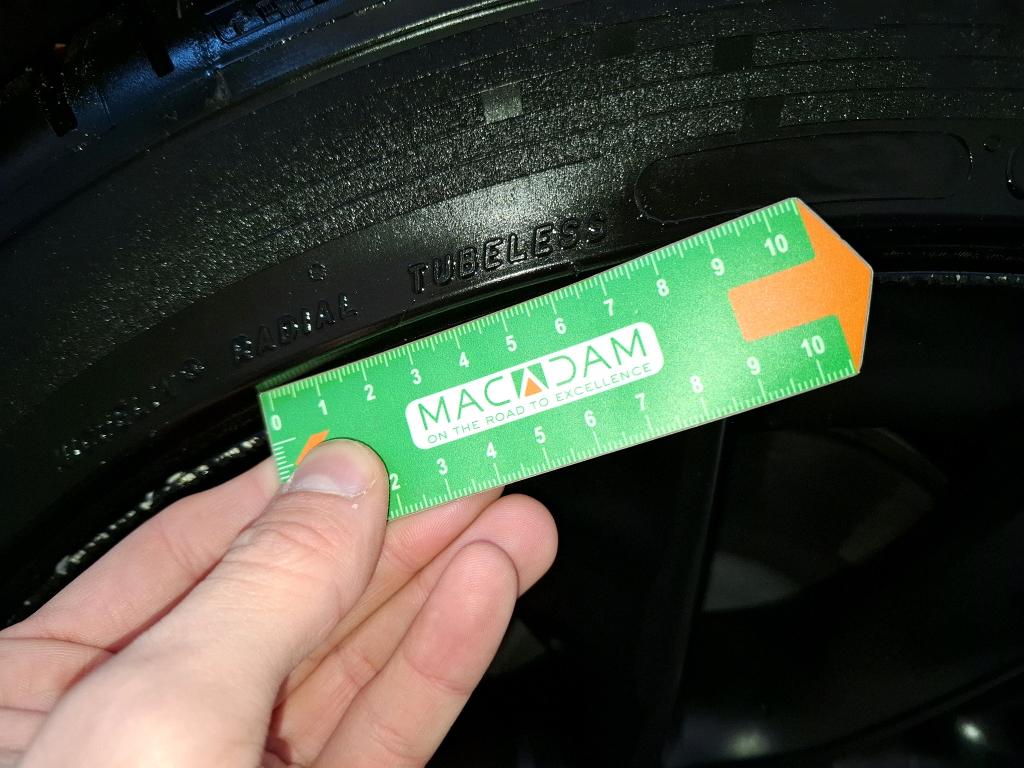 RADIAL TUBELESS
0 1 2 3 4 5 6 7 8 9 10
MACADAM
ON THE ROAD TO EXCELLENCE
2 3 4 5 6 7 8 9 10